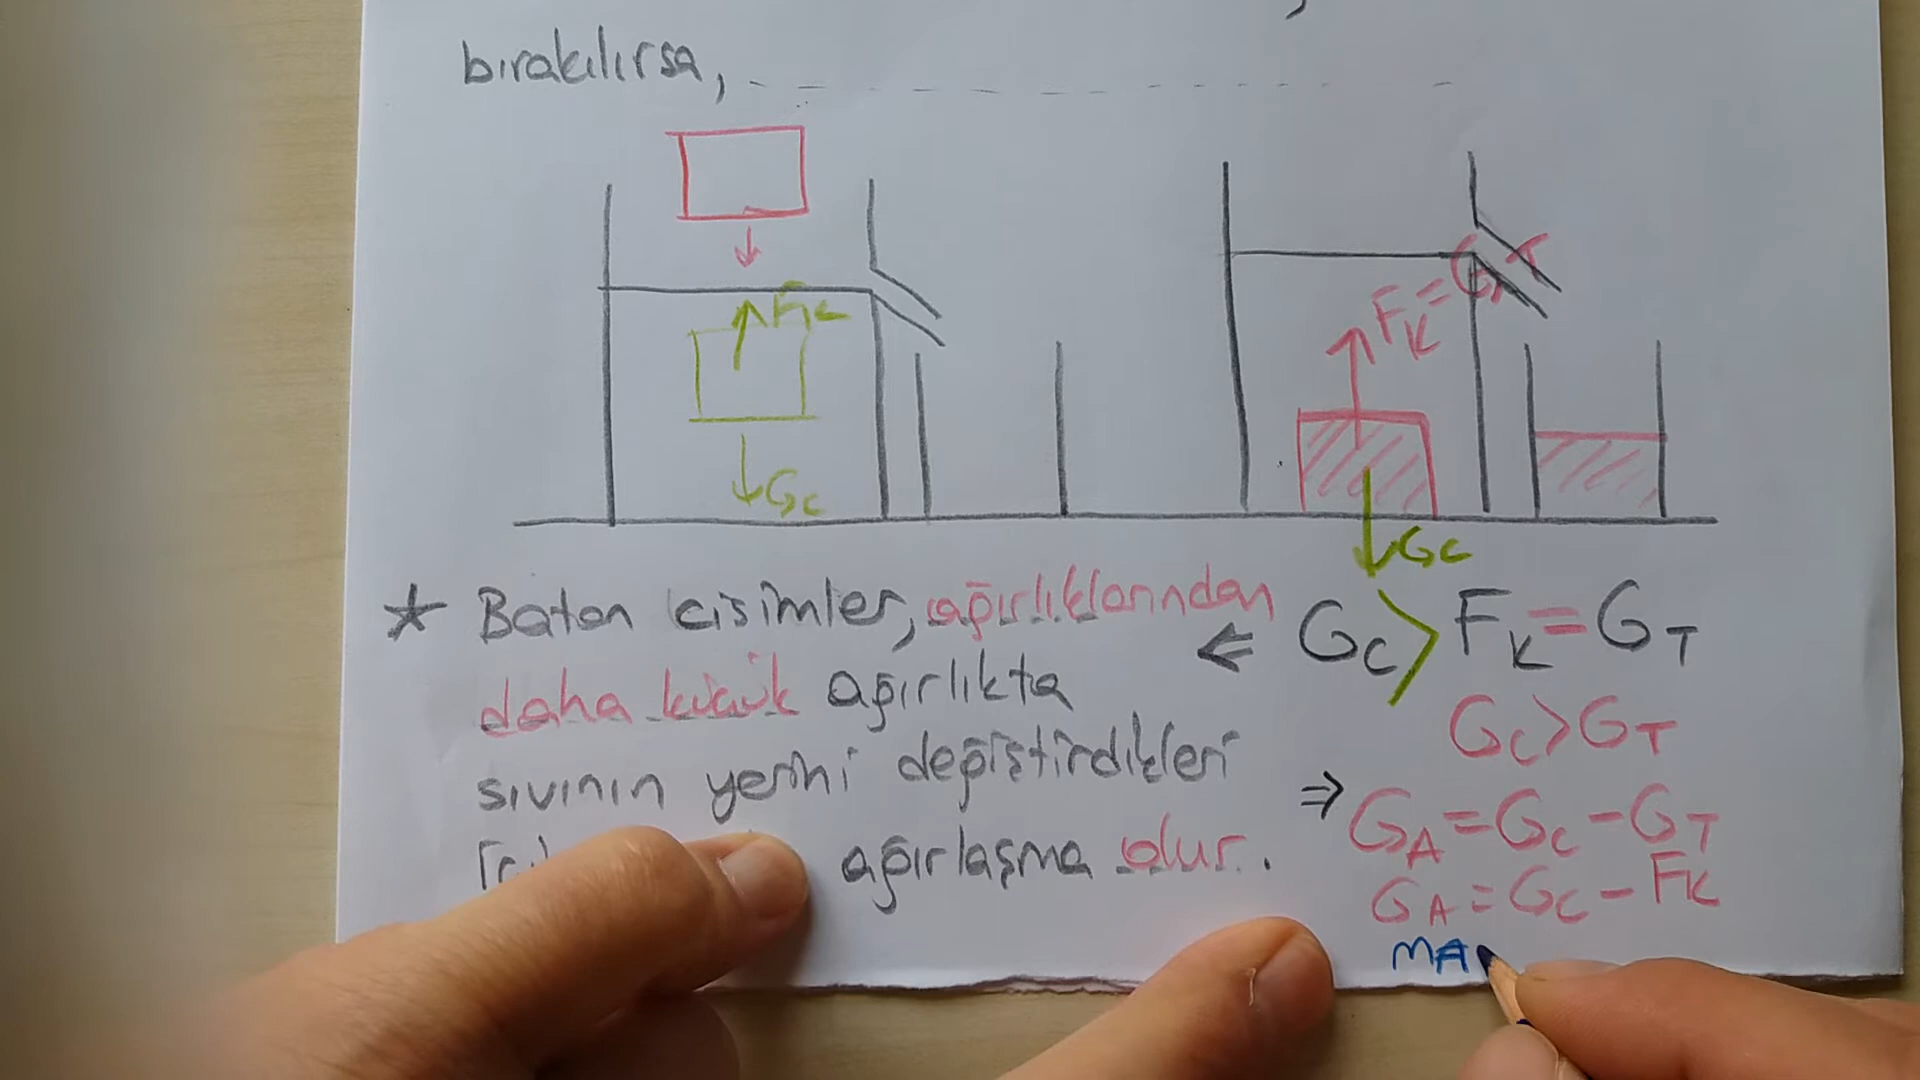 bırakılırsa,
Fk
Gc
Fk = GT
Gc
* Batan cisimler, ağırlıklarından
daha küçük ağırlıkta
sıvının yerini değiştirdikleri
ağırlaşma olur.
⇐ Gc > Fk = GT
Gc > GT
⇒ GA = Gc - GT
GA = Gc - Fk
mA